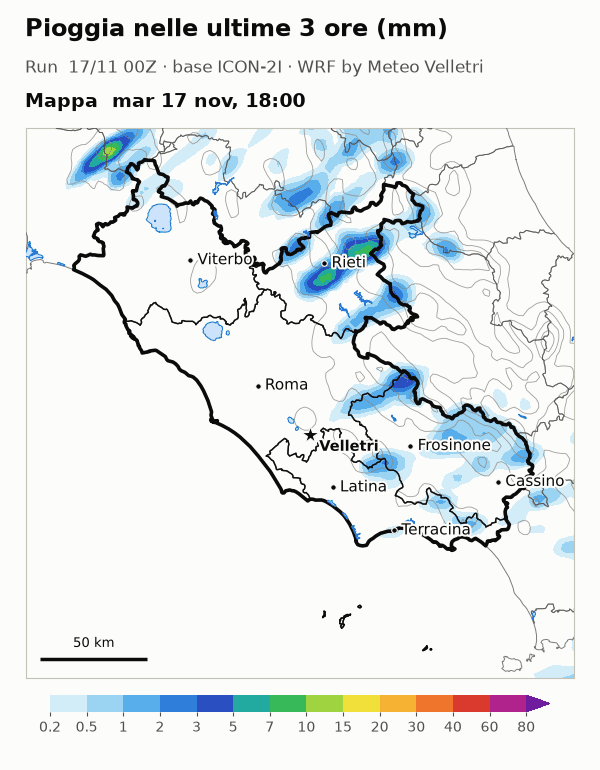 Pioggia nelle ultime 3 ore (mm)
Run  17/11 00Z · base ICON-2I · WRF by Meteo Velletri
Mappa  mar 17 nov, 18:00
Viterbo
Rieti
Roma
Velletri
Frosinone
Latina
Cassino
Terracina
50 km
0.2 0.5 1 2 3 5 7 10 15 20 30 40 60 80